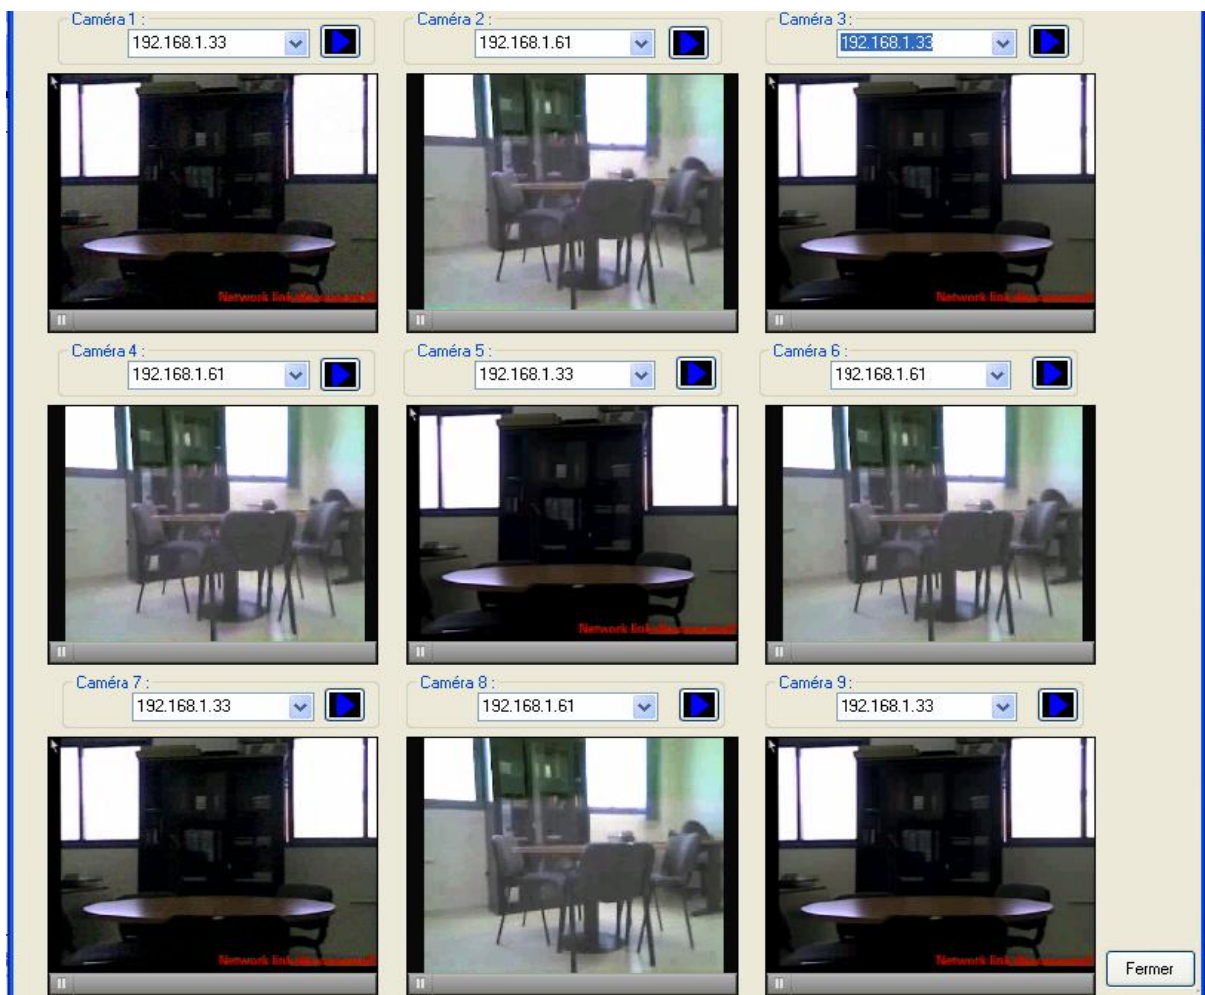 Caméra 1 :
192.168.1.33
Caméra 2 :
192.168.1.61
Caméra 3 :
192.168.1.33
Network link
Network link
Caméra 4 :
192.168.1.61
Caméra 5 :
192.168.1.33
Caméra 6 :
192.168.1.61
Network link
Caméra 7 :
192.168.1.33
Caméra 8 :
192.168.1.61
Caméra 9 :
192.168.1.33
Network link
Network link
Fermer